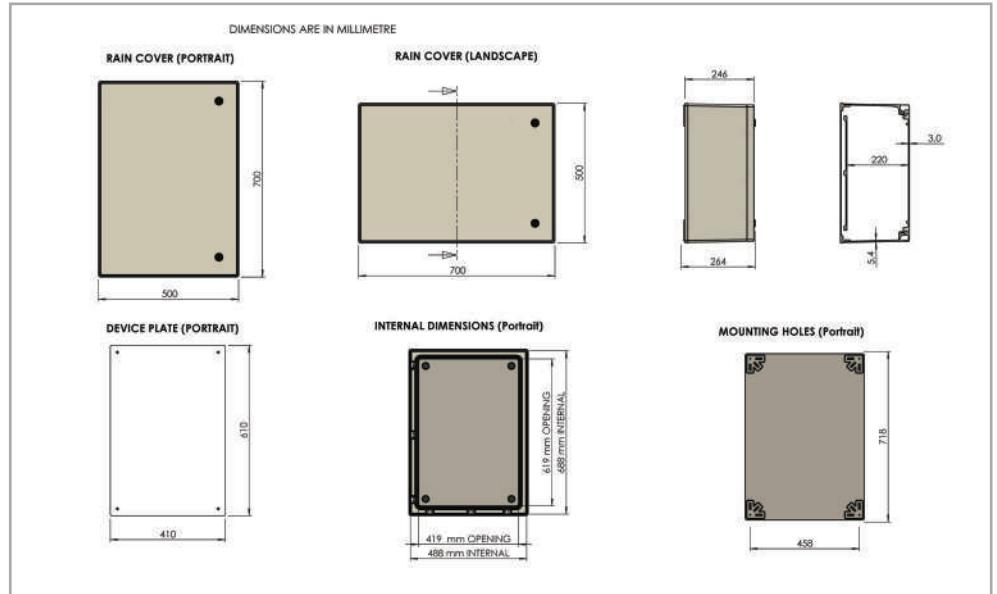 DIMENSIONS ARE IN MILLIMETRE
RAIN COVER (PORTRAIT)
RAIN COVER (LANDSCAPE)
246
3,0
700
500
220
500
700
264
5,4
DEVICE PLATE (PORTRAIT)
INTERNAL DIMENSIONS (Portrait)
MOUNTING HOLES (Portrait)
610
619 mm OPENING
688 mm INTERNAL
718
410
419 mm OPENING
488 mm INTERNAL
458